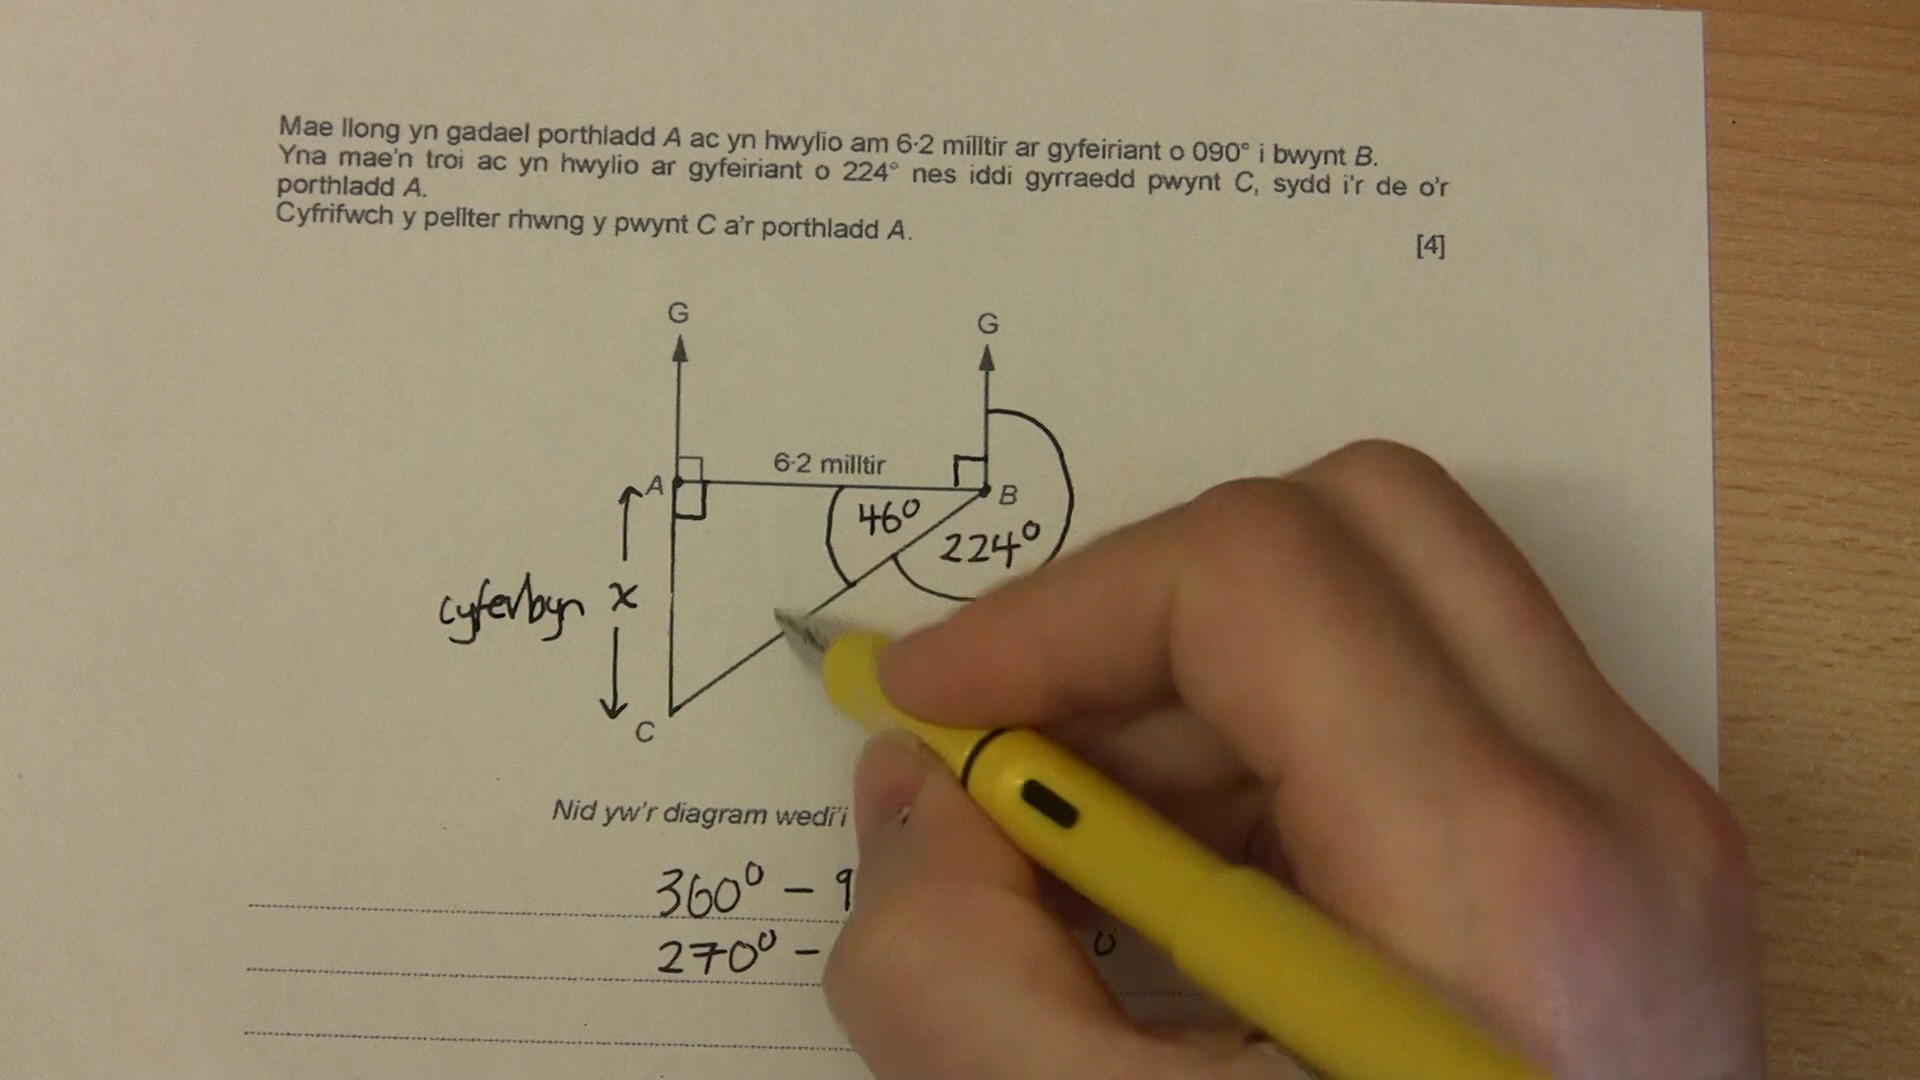 Mae llong yn gadael porthladd A ac yn hwylio am 6·2 milltir ar gyfeiriant o 090° i bwynt B.
Yna mae'n troi ac yn hwylio ar gyfeiriant o 224° nes iddi gyrraedd pwynt C, sydd i'r de o'r
porthladd A.
Cyfrifwch y pellter rhwng y pwynt C a'r porthladd A.
[4]
G
G
6·2 milltir
A
B
46°
224°
cyferbyn x
C
Nid yw'r diagram wedi'i
360° - 9
270° -